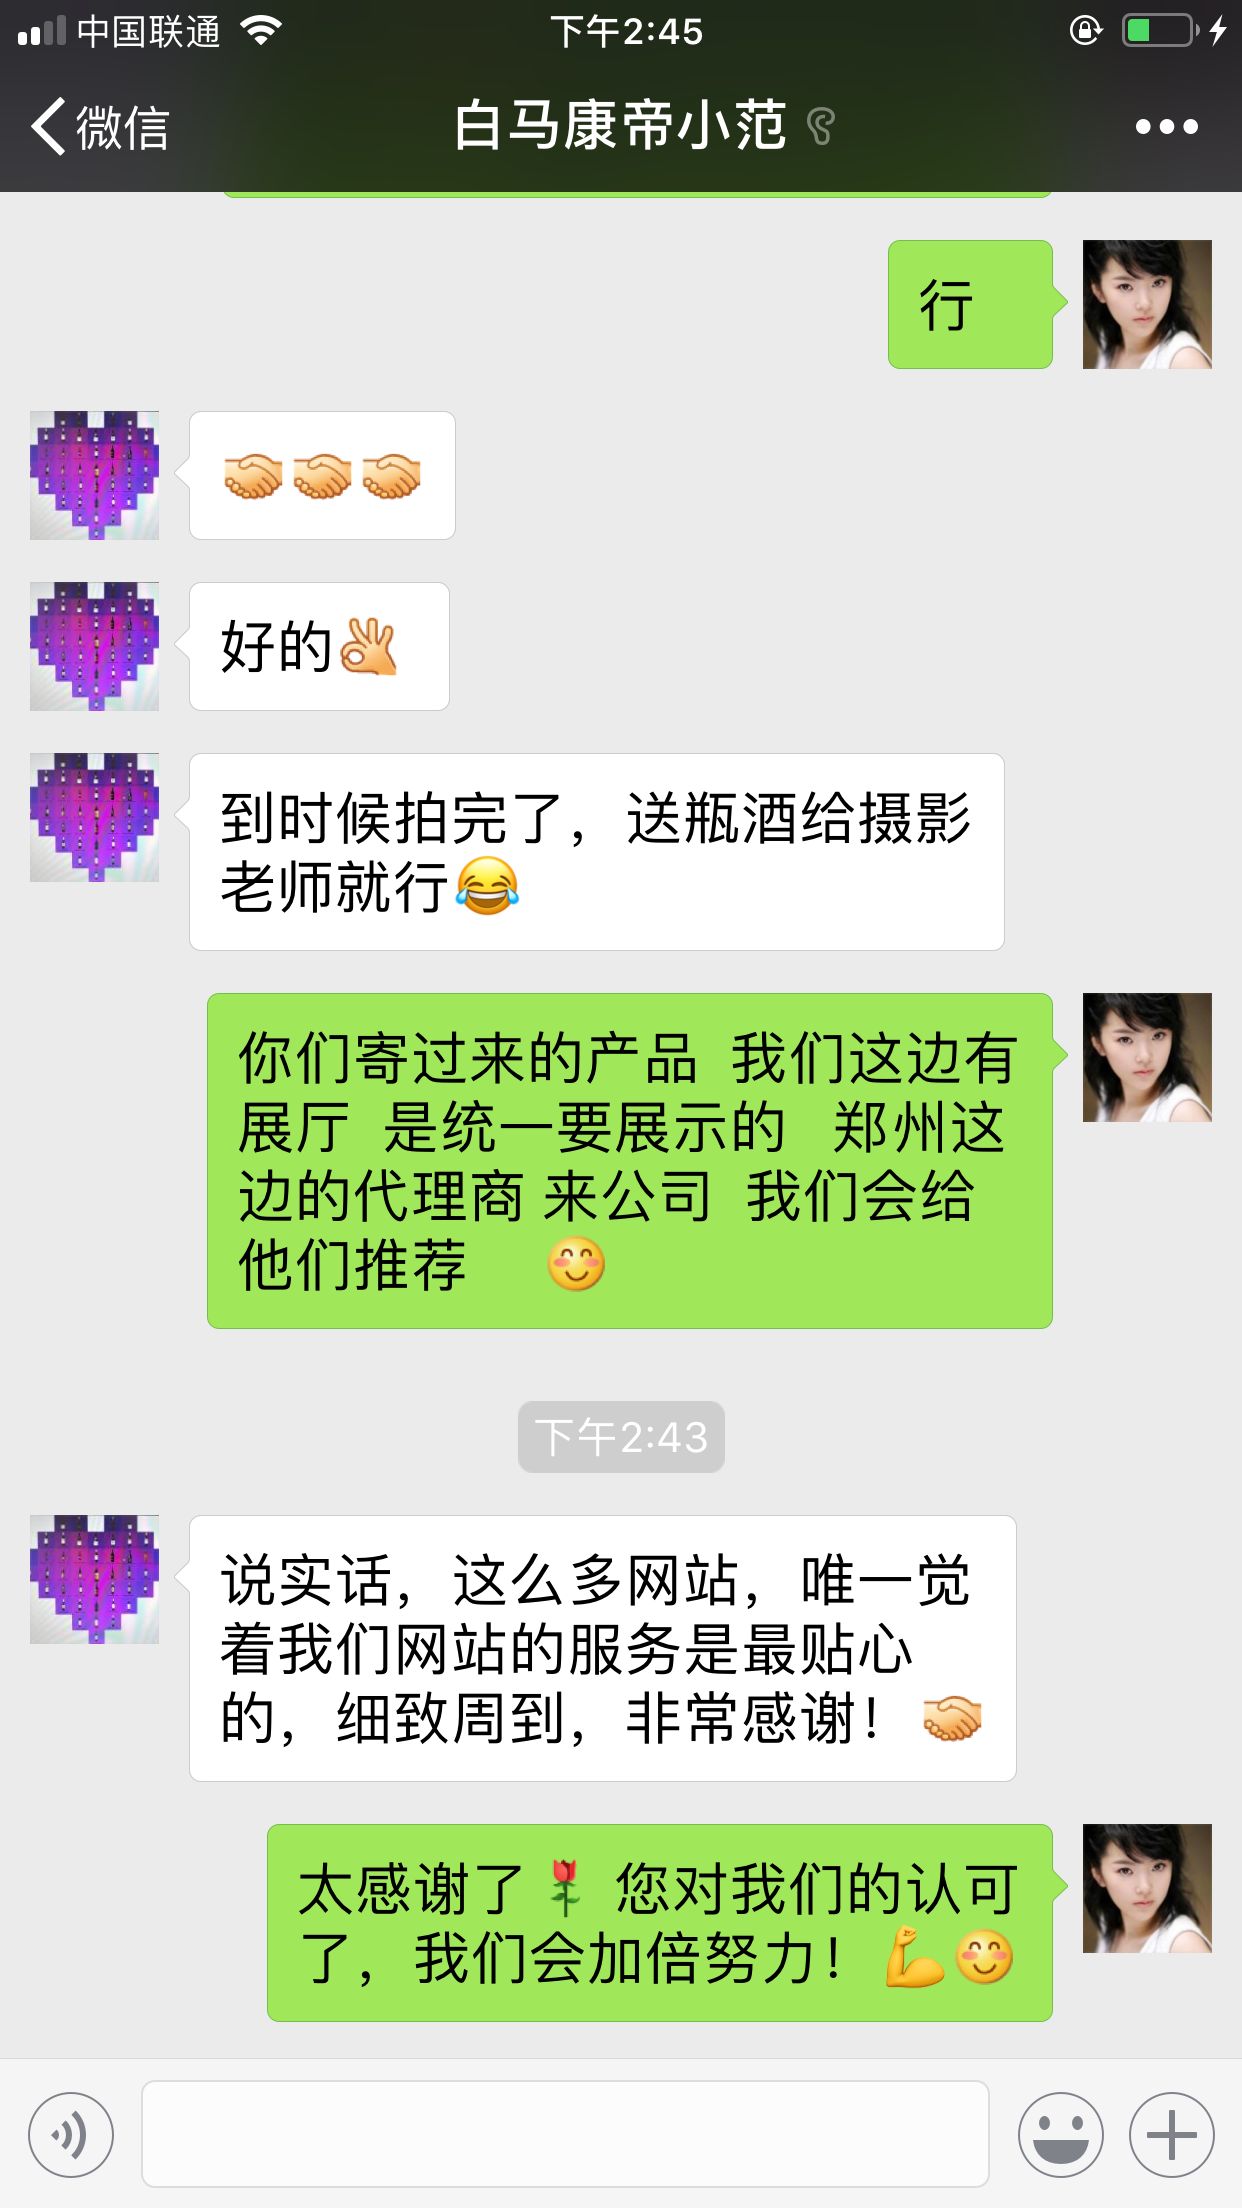 中国联通 下午2:45
微信 白马康帝小范
行
🤝🤝🤝
好的👌
到时候拍完了，送瓶酒给摄影
老师就行😂
你们寄过来的产品 我们这边有
展厅 是统一要展示的 郑州这
边的代理商 来公司 我们会给
他们推荐 😊
下午2:43
说实话，这么多网站，唯一觉
着我们网站的服务是最贴心
的，细致周到，非常感谢！🤝
太感谢了🌹 您对我们的认可
了，我们会加倍努力！💪😊